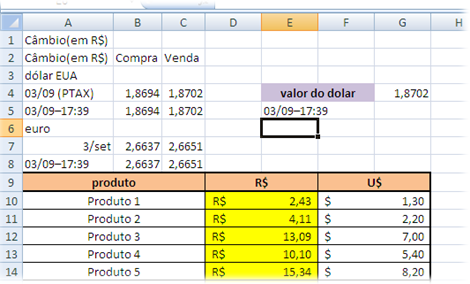 A B C D E F G H
1 Câmbio(em R$)
2 Câmbio(em R$) Compra Venda
3 dólar EUA
4 03/09 (PTAX) 1,8694 1,8702 valor do dolar 1,8702
5 03/09–17:39 1,8694 1,8702 03/09–17:39
6 euro
7 3/set 2,6637 2,6651
8 03/09–17:39 2,6637 2,6651
9 produto R$ U$
10 Produto 1 R$ 2,43 $ 1,30
11 Produto 2 R$ 4,11 $ 2,20
12 Produto 3 R$ 13,09 $ 7,00
13 Produto 4 R$ 10,10 $ 5,40
14 Produto 5 R$ 15,34 $ 8,20